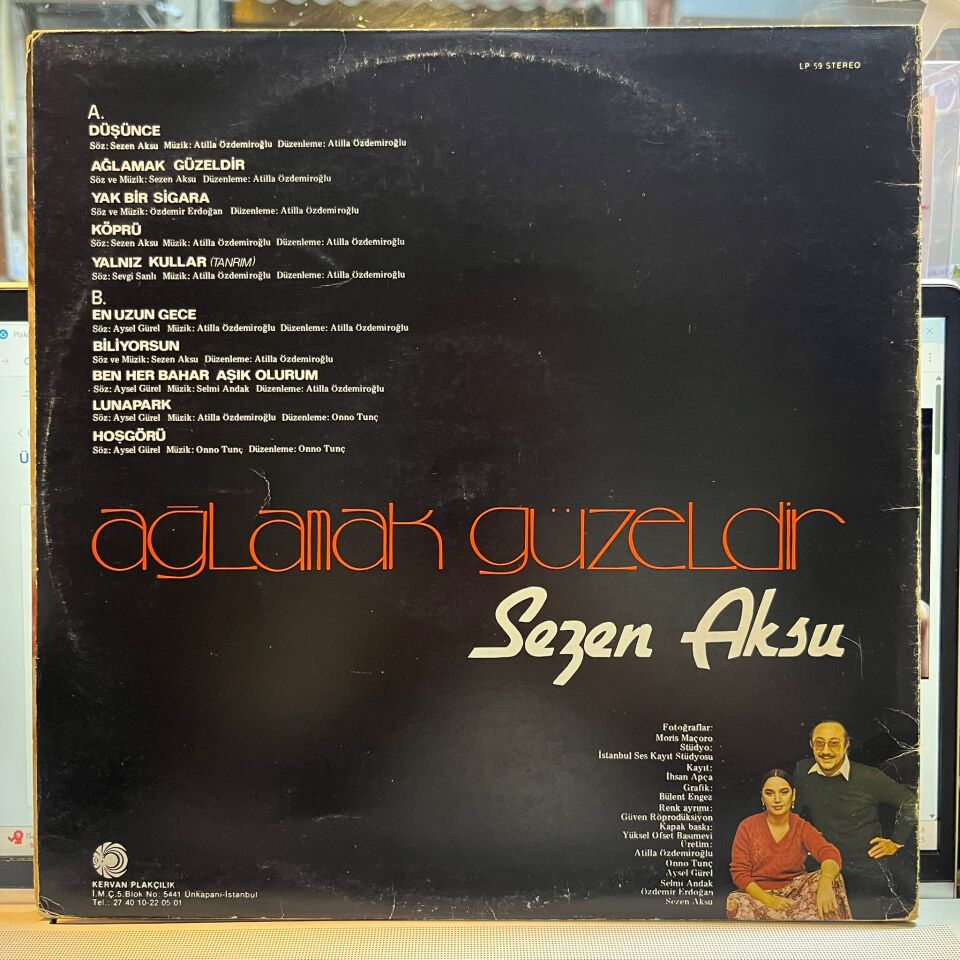 LP 59 STEREO
A.
DÜŞÜNCE
Söz: Sezen Aksu Müzik: Atilla Özdemiroğlu Düzenleme: Atilla Özdemiroğlu
AĞLAMAK GÜZELDİR
Söz ve Müzik: Sezen Aksu Düzenleme: Atilla Özdemiroğlu
YAK BİR SİGARA
Söz ve Müzik: Özdemir Erdoğan Düzenleme: Atilla Özdemiroğlu
KÖPRÜ
Söz: Sezen Aksu Müzik: Atilla Özdemiroğlu Düzenleme: Atilla Özdemiroğlu
YALNIZ KULLAR (TANRIM)
Söz: Sevgi Sanlı Müzik: Atilla Özdemiroğlu Düzenleme: Atilla Özdemiroğlu
B.
EN UZUN GECE
Söz: Aysel Gürel Müzik: Atilla Özdemiroğlu Düzenleme: Atilla Özdemiroğlu
BİLİYORSUN
Söz ve Müzik: Sezen Aksu Düzenleme: Atilla Özdemiroğlu
BEN HER BAHAR AŞIK OLURUM
Söz: Aysel Gürel Müzik: Selmi Andak Düzenleme: Atilla Özdemiroğlu
LUNAPARK
Söz: Aysel Gürel Müzik: Atilla Özdemiroğlu Düzenleme: Onno Tunç
HOŞGÖRÜ
Söz: Aysel Gürel Müzik: Onno Tunç Düzenleme: Onno Tunç
ağlamak güzeldir
Sezen Aksu
Fotoğraflar:
Moris Maçoro
Stüdyo:
İstanbul Ses Kayıt Stüdyosu
Kayıt:
İhsan Apça
Grafik:
Bülent Engez
Renk ayrımı:
Güven Röprodüksiyon
Kapak baskı:
Yüksel Ofset Basımevi
Üretim:
Atilla Özdemiroğlu
Onno Tunç
Aysel Gürel
Selmi Andak
Özdemir Erdoğan
Sezen Aksu
KERVAN PLAKÇILIK
İ.M.Ç.5.Blok No: 5441 Unkapanı-İstanbul
Tel.: 27 40 10-22 05 01